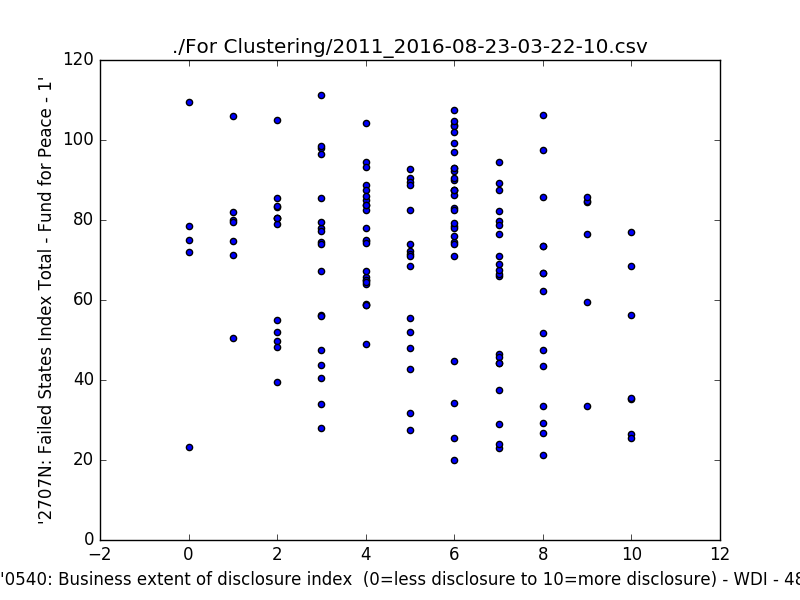 ./For Clustering/2011_2016-08-23-03-22-10.csv
'2707N: Failed States Index Total - Fund for Peace - 1'
120
100
80
60
40
20
0
−2 0 2 4 6 8 10 12
'0540: Business extent of disclosure index (0=less disclosure to 10=more disclosure) - WDI - 48